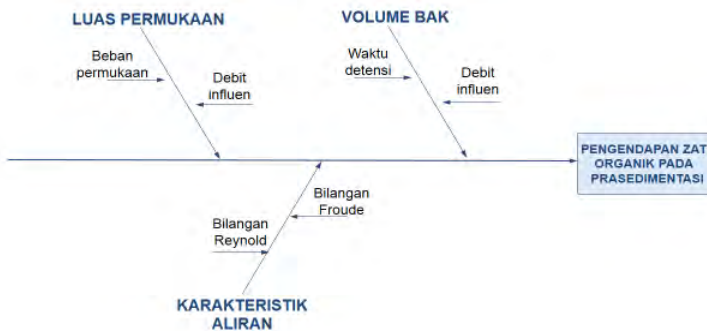 LUAS PERMUKAAN
VOLUME BAK
Beban
permukaan
Debit
influen
Waktu
detensi
Debit
influen
PENGENDAPAN ZAT
ORGANIK PADA
PRASEDIMENTASI
Bilangan
Froude
Bilangan
Reynold
KARAKTERISTIK
ALIRAN